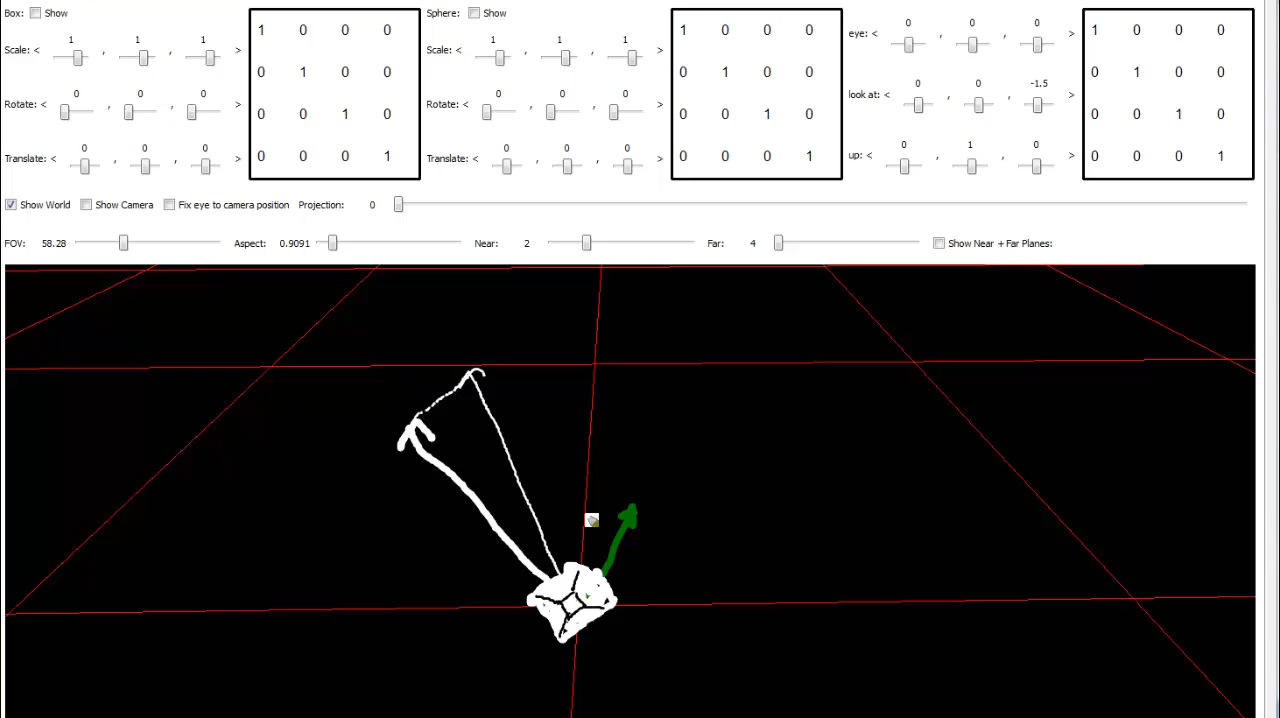 Box: Show
1 1 1
Scale: < , , >
0 0 0
Rotate: < , , >
0 0 0
Translate: < , , >
1 0 0 0
0 1 0 0
0 0 1 0
0 0 0 1
Sphere: Show
1 1 1
Scale: < , , >
0 0 0
Rotate: < , , >
0 0 0
Translate: < , , >
1 0 0 0
0 1 0 0
0 0 1 0
0 0 0 1
0 0 0
eye: < , , >
0 0 -1.5
look at: < , , >
0 1 0
up: < , , >
1 0 0 0
0 1 0 0
0 0 1 0
0 0 0 1
Show World Show Camera Fix eye to camera position Projection: 0
FOV: 58.28 Aspect: 0.9091 Near: 2 Far: 4 Show Near +Far Planes: